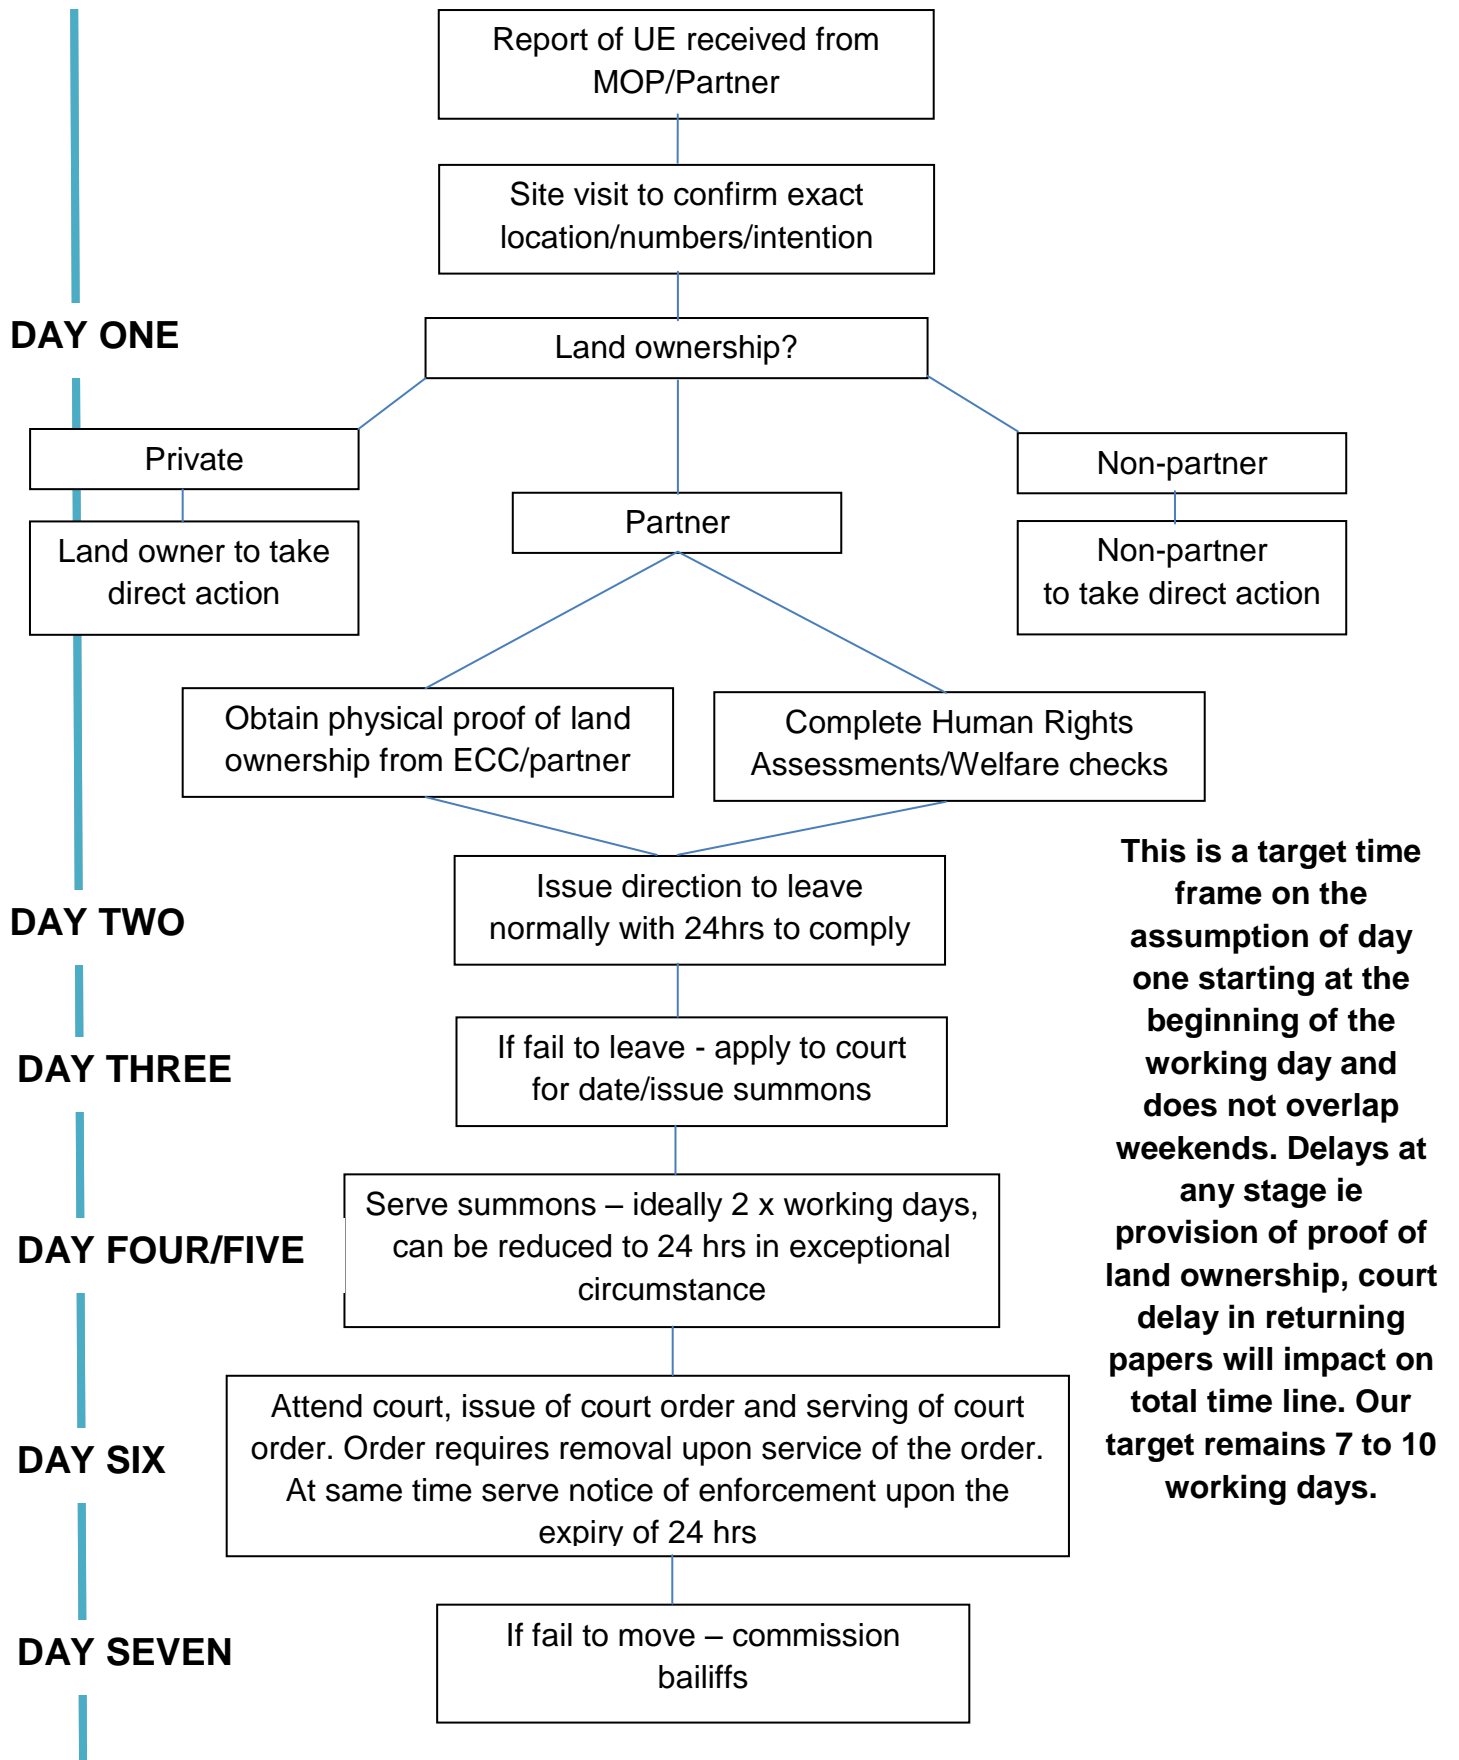 Report of UE received from
MOP/Partner
Site visit to confirm exact
location/numbers/intention
DAY ONE
Land ownership?
Private
Non-partner
Partner
Land owner to take
direct action
Non-partner
to take direct action
Obtain physical proof of land
ownership from ECC/partner
Complete Human Rights
Assessments/Welfare checks
DAY TWO
Issue direction to leave
normally with 24hrs to comply
DAY THREE
If fail to leave - apply to court
for date/issue summons
DAY FOUR/FIVE
Serve summons – ideally 2 x working days,
can be reduced to 24 hrs in exceptional
circumstance
DAY SIX
Attend court, issue of court order and serving of court
order. Order requires removal upon service of the order.
At same time serve notice of enforcement upon the
expiry of 24 hrs
DAY SEVEN
If fail to move – commission
bailiffs
This is a target time
frame on the
assumption of day
one starting at the
beginning of the
working day and
does not overlap
weekends. Delays at
any stage ie
provision of proof of
land ownership, court
delay in returning
papers will impact on
total time line. Our
target remains 7 to 10
working days.